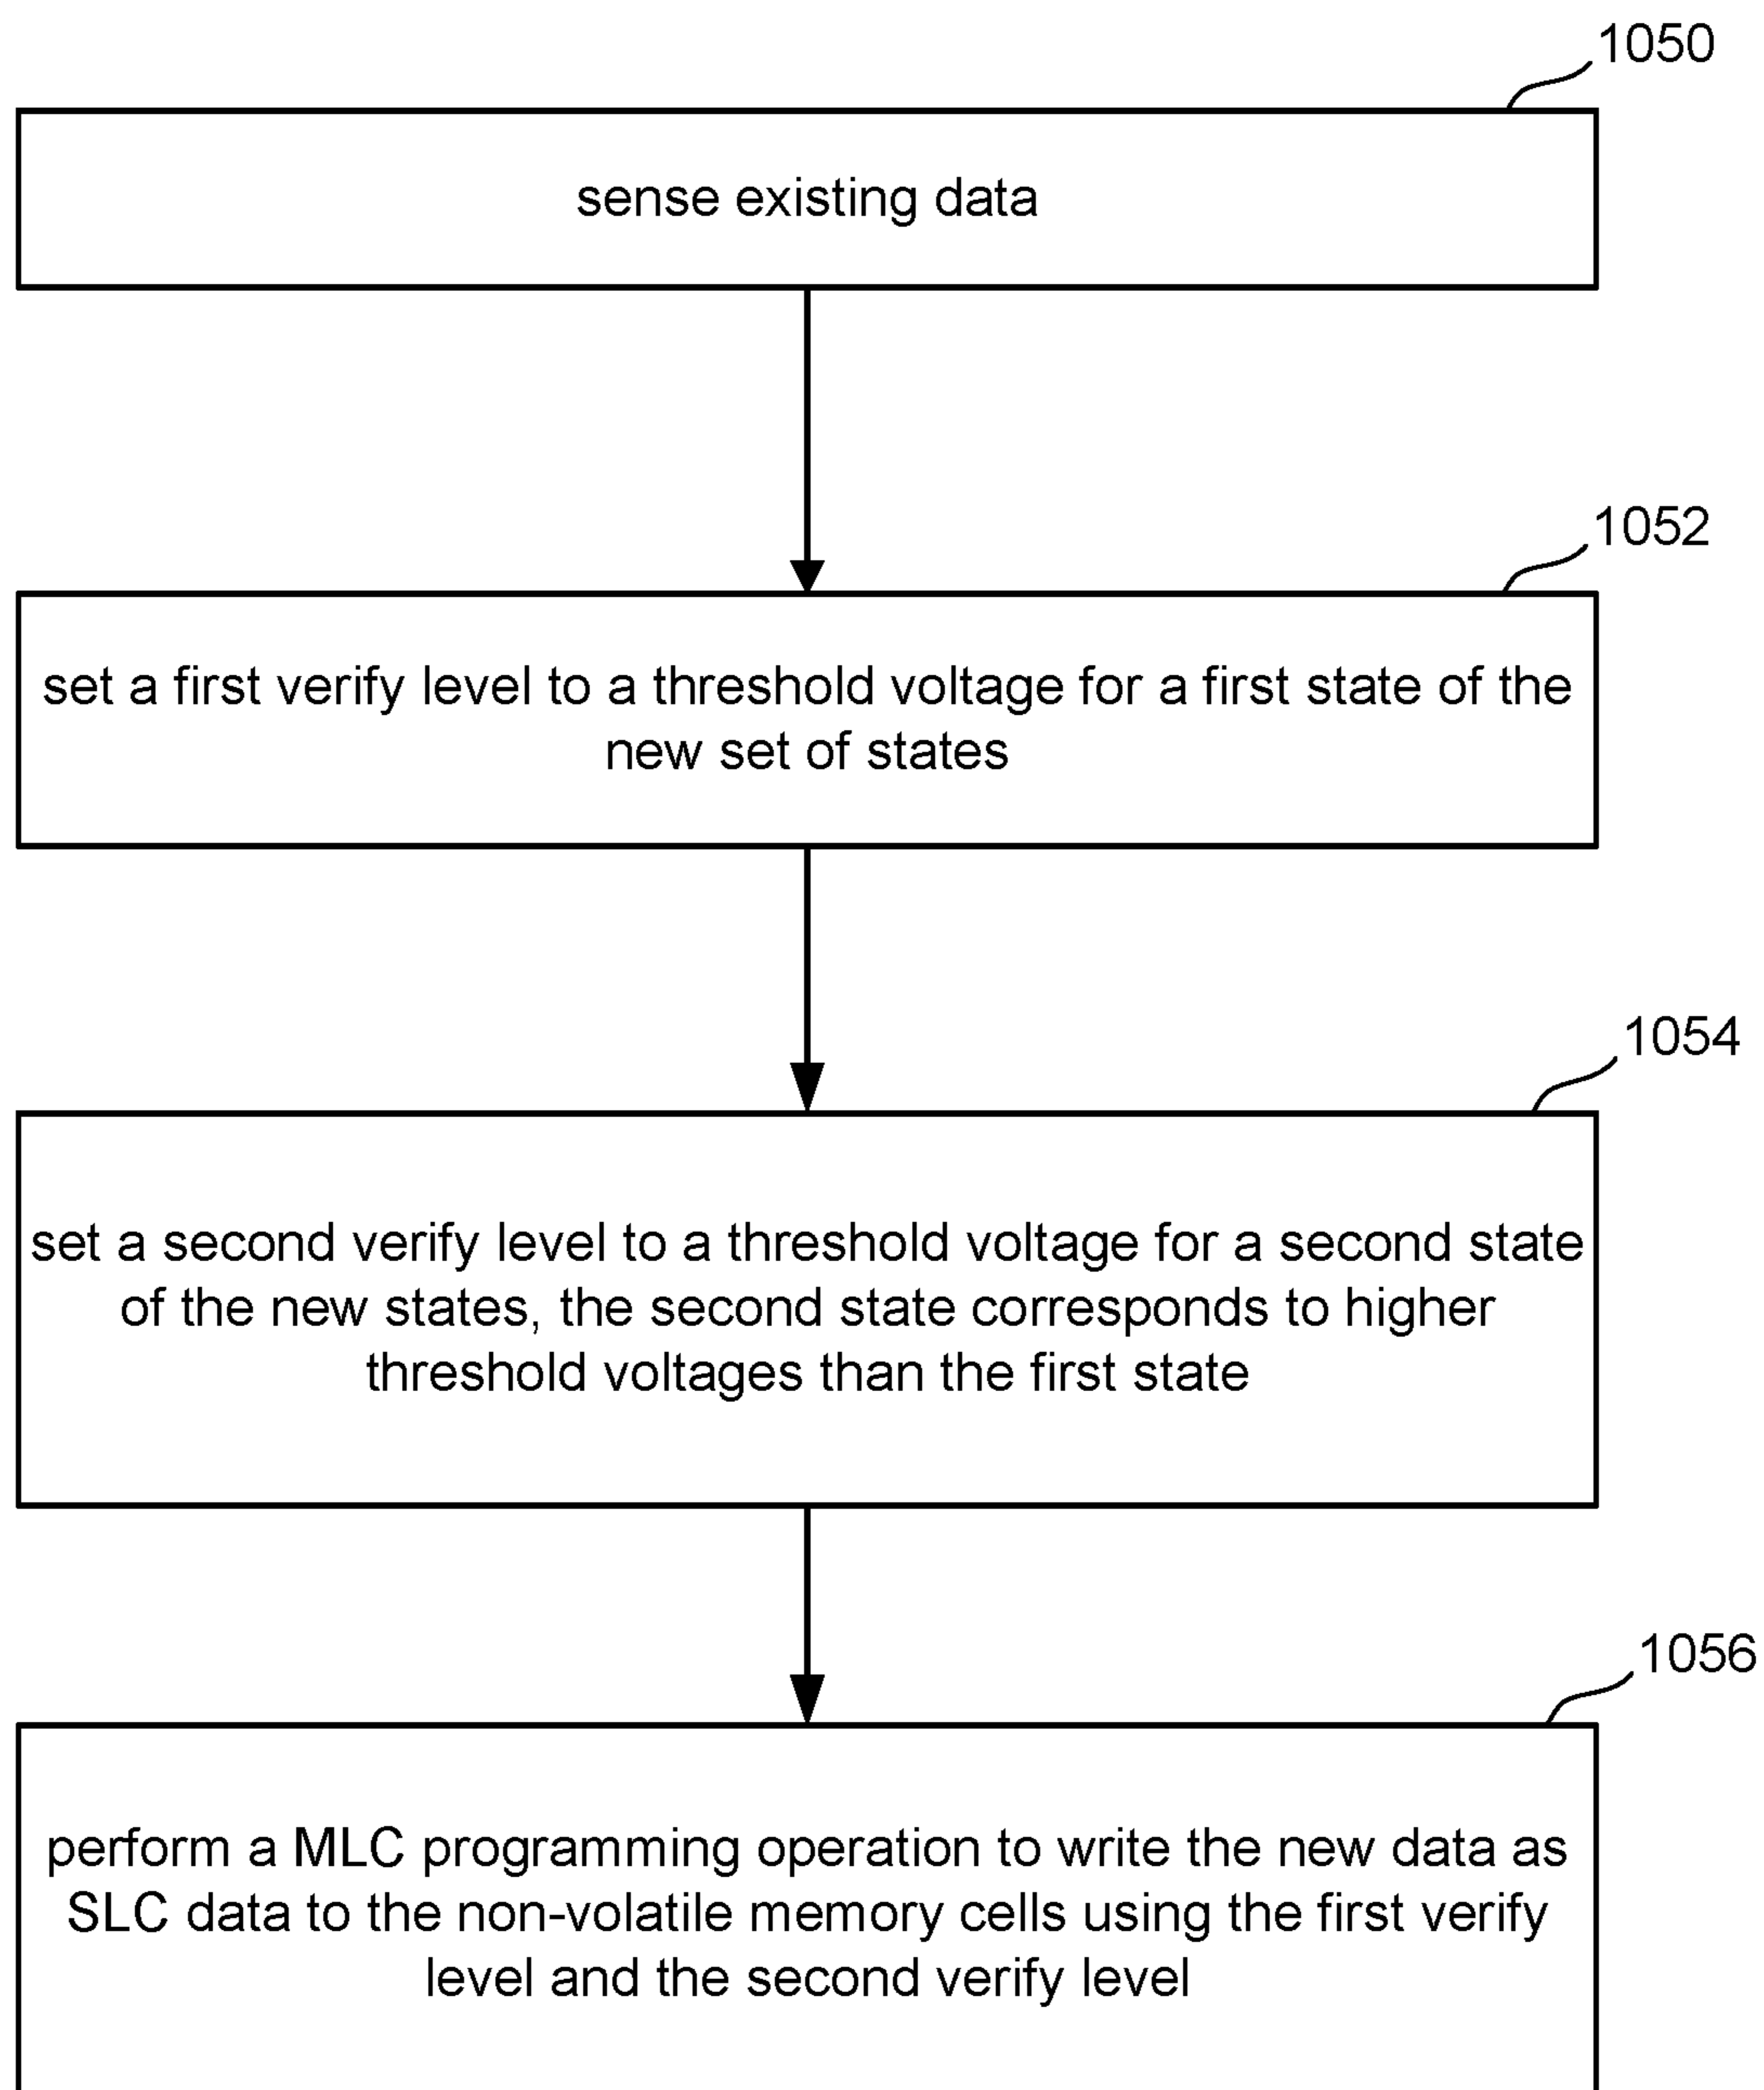 1050
sense existing data
1052
set a first verify level to a threshold voltage for a first state of the
new set of states
1054
set a second verify level to a threshold voltage for a second state
of the new states, the second state corresponds to higher
threshold voltages than the first state
1056
perform a MLC programming operation to write the new data as
SLC data to the non-volatile memory cells using the first verify
level and the second verify level